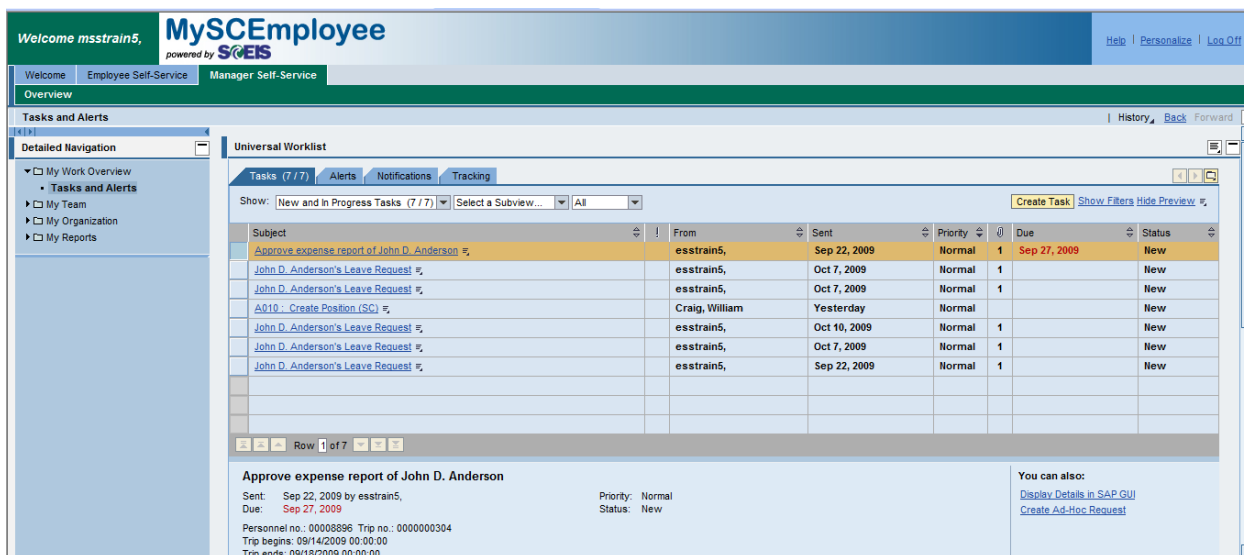 Welcome msstrain5,
MySCEmployee
powered by SCEIS
Help | Personalize | Log Off
Welcome Employee Self-Service Manager Self-Service
Overview
Tasks and Alerts
| History Back Forward
Detailed Navigation
My Work Overview
Tasks and Alerts
My Team
My Organization
My Reports
Universal Worklist
Tasks (7 / 7) Alerts Notifications Tracking
Show: New and In Progress Tasks (7 / 7) Select a Subview... All
Create Task Show Filters Hide Preview
Subject ! From Sent Priority Due Status
Approve expense report of John D. Anderson esstrain5, Sep 22, 2009 Normal 1 Sep 27, 2009 New
John D. Anderson's Leave Request esstrain5, Oct 7, 2009 Normal 1 New
John D. Anderson's Leave Request esstrain5, Oct 7, 2009 Normal 1 New
A010 : Create Position (SC) Craig, William Yesterday Normal New
John D. Anderson's Leave Request esstrain5, Oct 10, 2009 Normal 1 New
John D. Anderson's Leave Request esstrain5, Oct 7, 2009 Normal 1 New
John D. Anderson's Leave Request esstrain5, Sep 22, 2009 Normal 1 New
Row 1 of 7
Approve expense report of John D. Anderson
Sent: Sep 22, 2009 by esstrain5, Priority: Normal
Due: Sep 27, 2009 Status: New
Personnel no.: 00008896 Trip no.: 0000000304
Trip begins: 09/14/2009 00:00:00
Trip ends: 09/18/2009 00:00:00
You can also:
Display Details in SAP GUI
Create Ad-Hoc Request